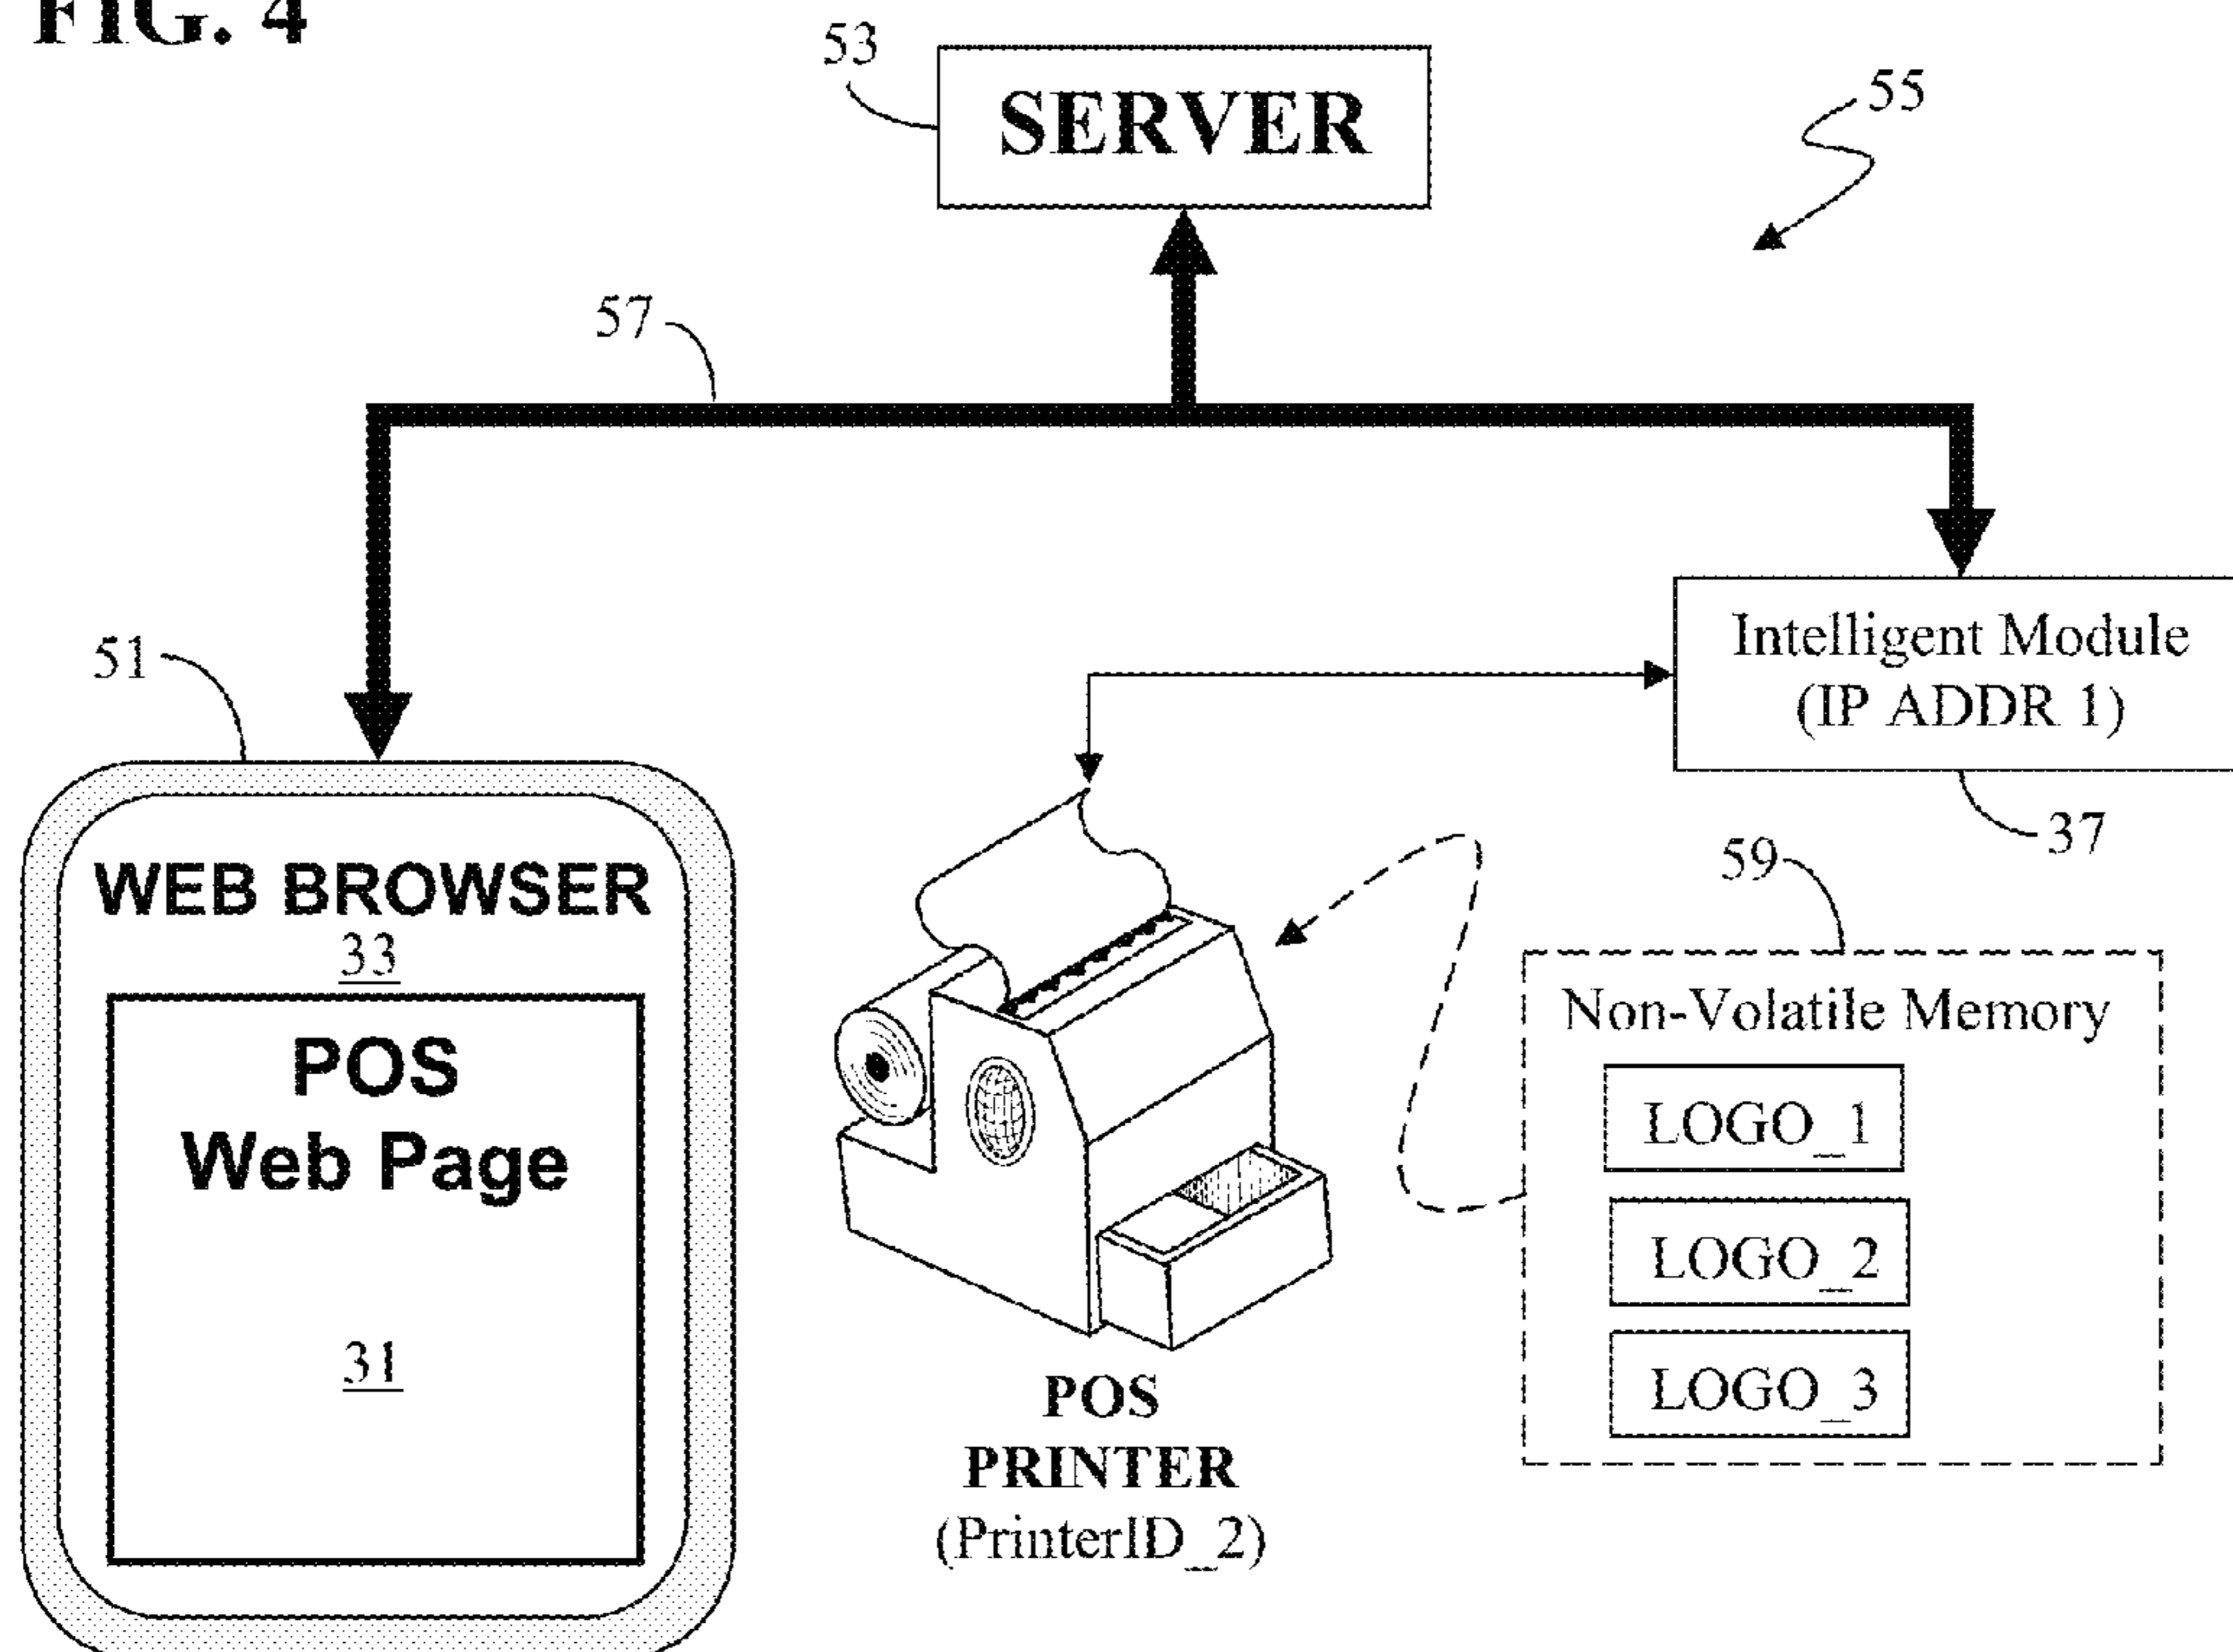 FIG. 4
53
SERVER
55
57
51
Intelligent Module
(IP ADDR 1)
37
WEB BROWSER
33
POS
Web Page
31
59
Non-Volatile Memory
LOGO_1
LOGO_2
LOGO_3
POS
PRINTER
(PrinterID_2)